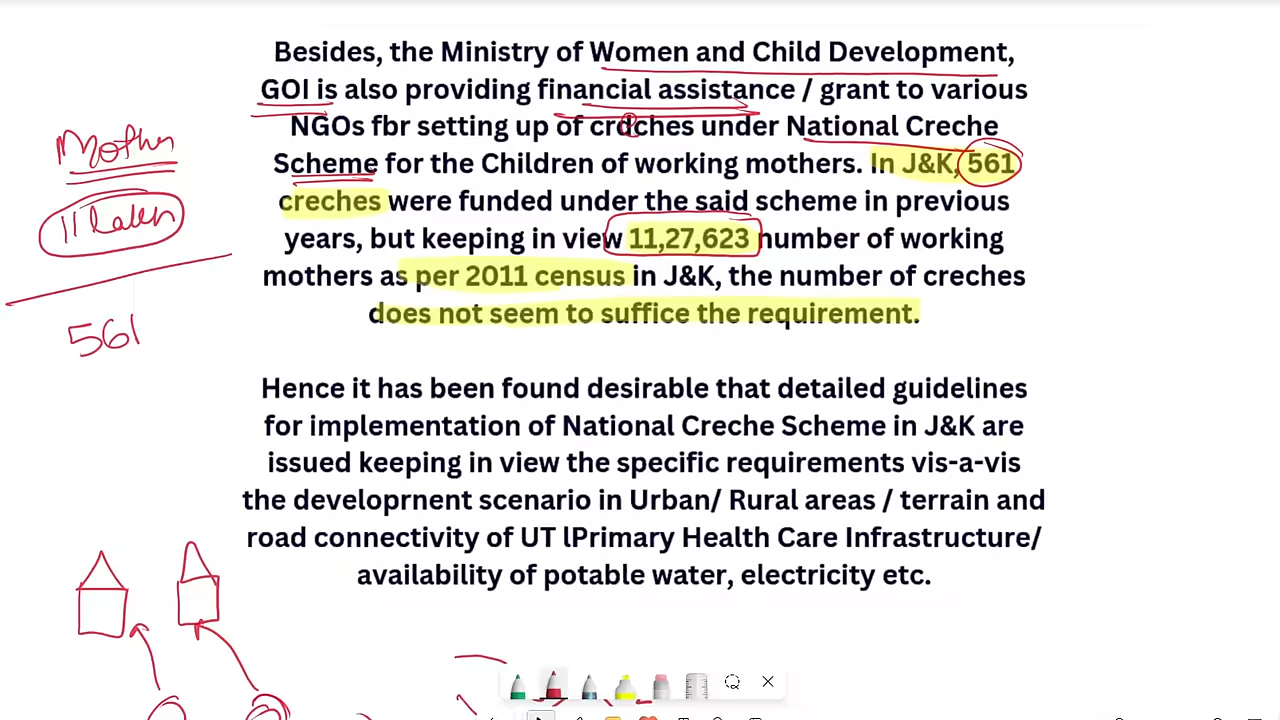 Besides, the Ministry of Women and Child Development,
GOI is also providing financial assistance / grant to various
NGOs fbr setting up of crdches under National Creche
Scheme for the Children of working mothers. In J&K, 561
creches were funded under the said scheme in previous
years, but keeping in view 11,27,623 number of working
mothers as per 2011 census in J&K, the number of creches
does not seem to suffice the requirement.
Mother
11 lakh
561
Hence it has been found desirable that detailed guidelines
for implementation of National Creche Scheme in J&K are
issued keeping in view the specific requirements vis-a-vis
the developrnent scenario in Urban/ Rural areas / terrain and
road connectivity of UT lPrimary Health Care Infrastructure/
availability of potable water, electricity etc.